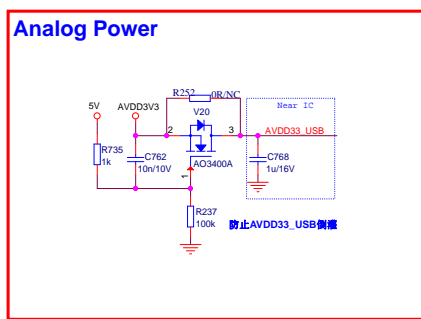 Analog Power
R252 0R/NC
Near IC
5V AVDD3V3 V20
2 3 AVDD33_USB
R735
1k
C762
10n/10V
AO3400A
C768
1u/16V
1
R237
100k
防止AVDD33_USB倒灌